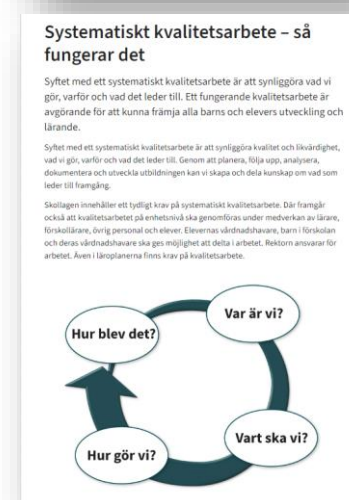 Systematiskt kvalitetsarbete – så
fungerar det
Syftet med ett systematiskt kvalitetsarbete är att synliggöra vad vi
gör, varför och vad det leder till. Ett fungerande kvalitetsarbete är
avgörande för att kunna främja alla barns och elevers utveckling och
lärande.
Syftet med ett systematiskt kvalitetsarbete är att synliggöra kvalitet och likvärdighet,
vad vi gör, varför och vad det leder till. Genom att planera, följa upp, analysera,
dokumentera och utveckla utbildningen kan vi skapa och dela kunskap om vad som
leder till framgång.
Skollagen innehåller ett tydligt krav på systematiskt kvalitetsarbete. Där framgår
också att kvalitetsarbetet på enhetsnivå ska genomföras under medverkan av lärare,
förskollärare, övrig personal och elever. Elevernas vårdnadshavare, barn i förskolan
och deras vårdnadshavare ska ges möjlighet att delta i arbetet. Rektorn ansvarar för
arbetet. Även i läroplanerna finns krav på kvalitetsarbete.
Hur blev det?
Var är vi?
Hur gör vi?
Vart ska vi?